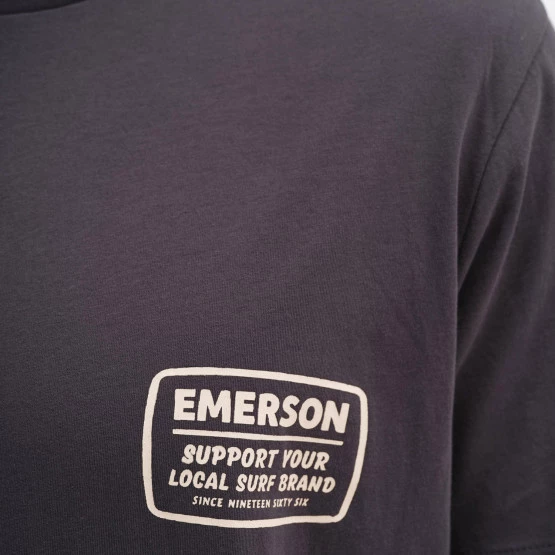 EMERSON
SUPPORT YOUR
LOCAL SURF BRAND
SINCE NINETEEN SIXTY SIX